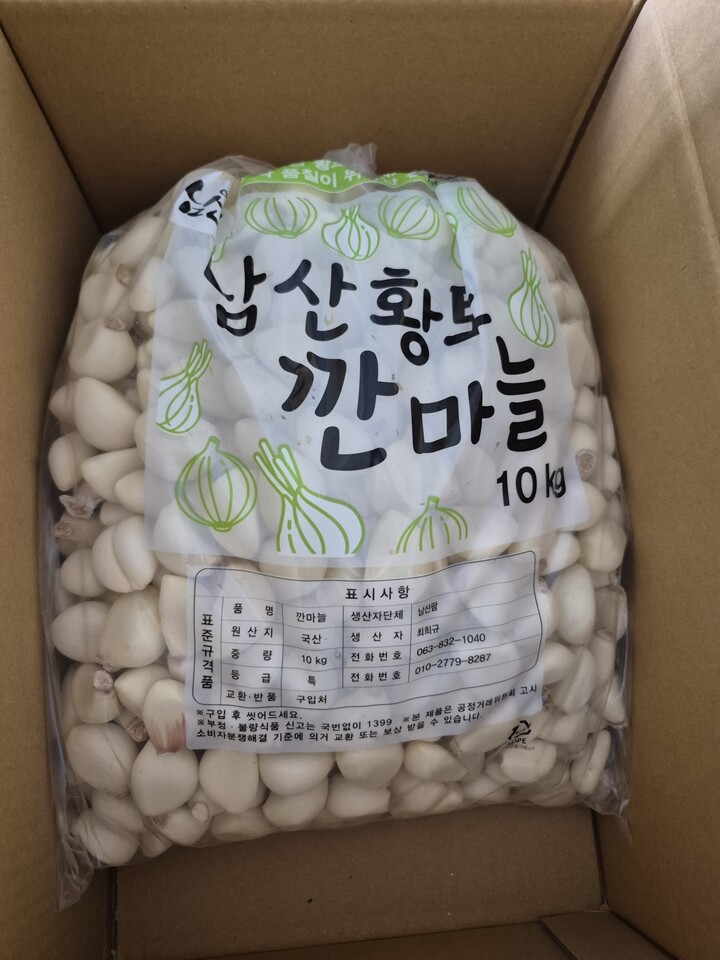 품질이
남산황토
깐마늘
10kg
표시사항
표준규격품
품 명 깐마늘 생산자단체 남산팜
원산지 국산 생 산 자 최희규
중 량 10 kg 전화번호 063-832-1040
등 급 특 전화번호 010-2779-8287
교환·반품 구입처
※구입 후 씻어드세요.
※부정·불량식품 신고는 국번없이 1399 ※본 제품은 공정거래위원회 고시
소비자분쟁해결 기준에 의거 교환 또는 보상 받을 수 있습니다.